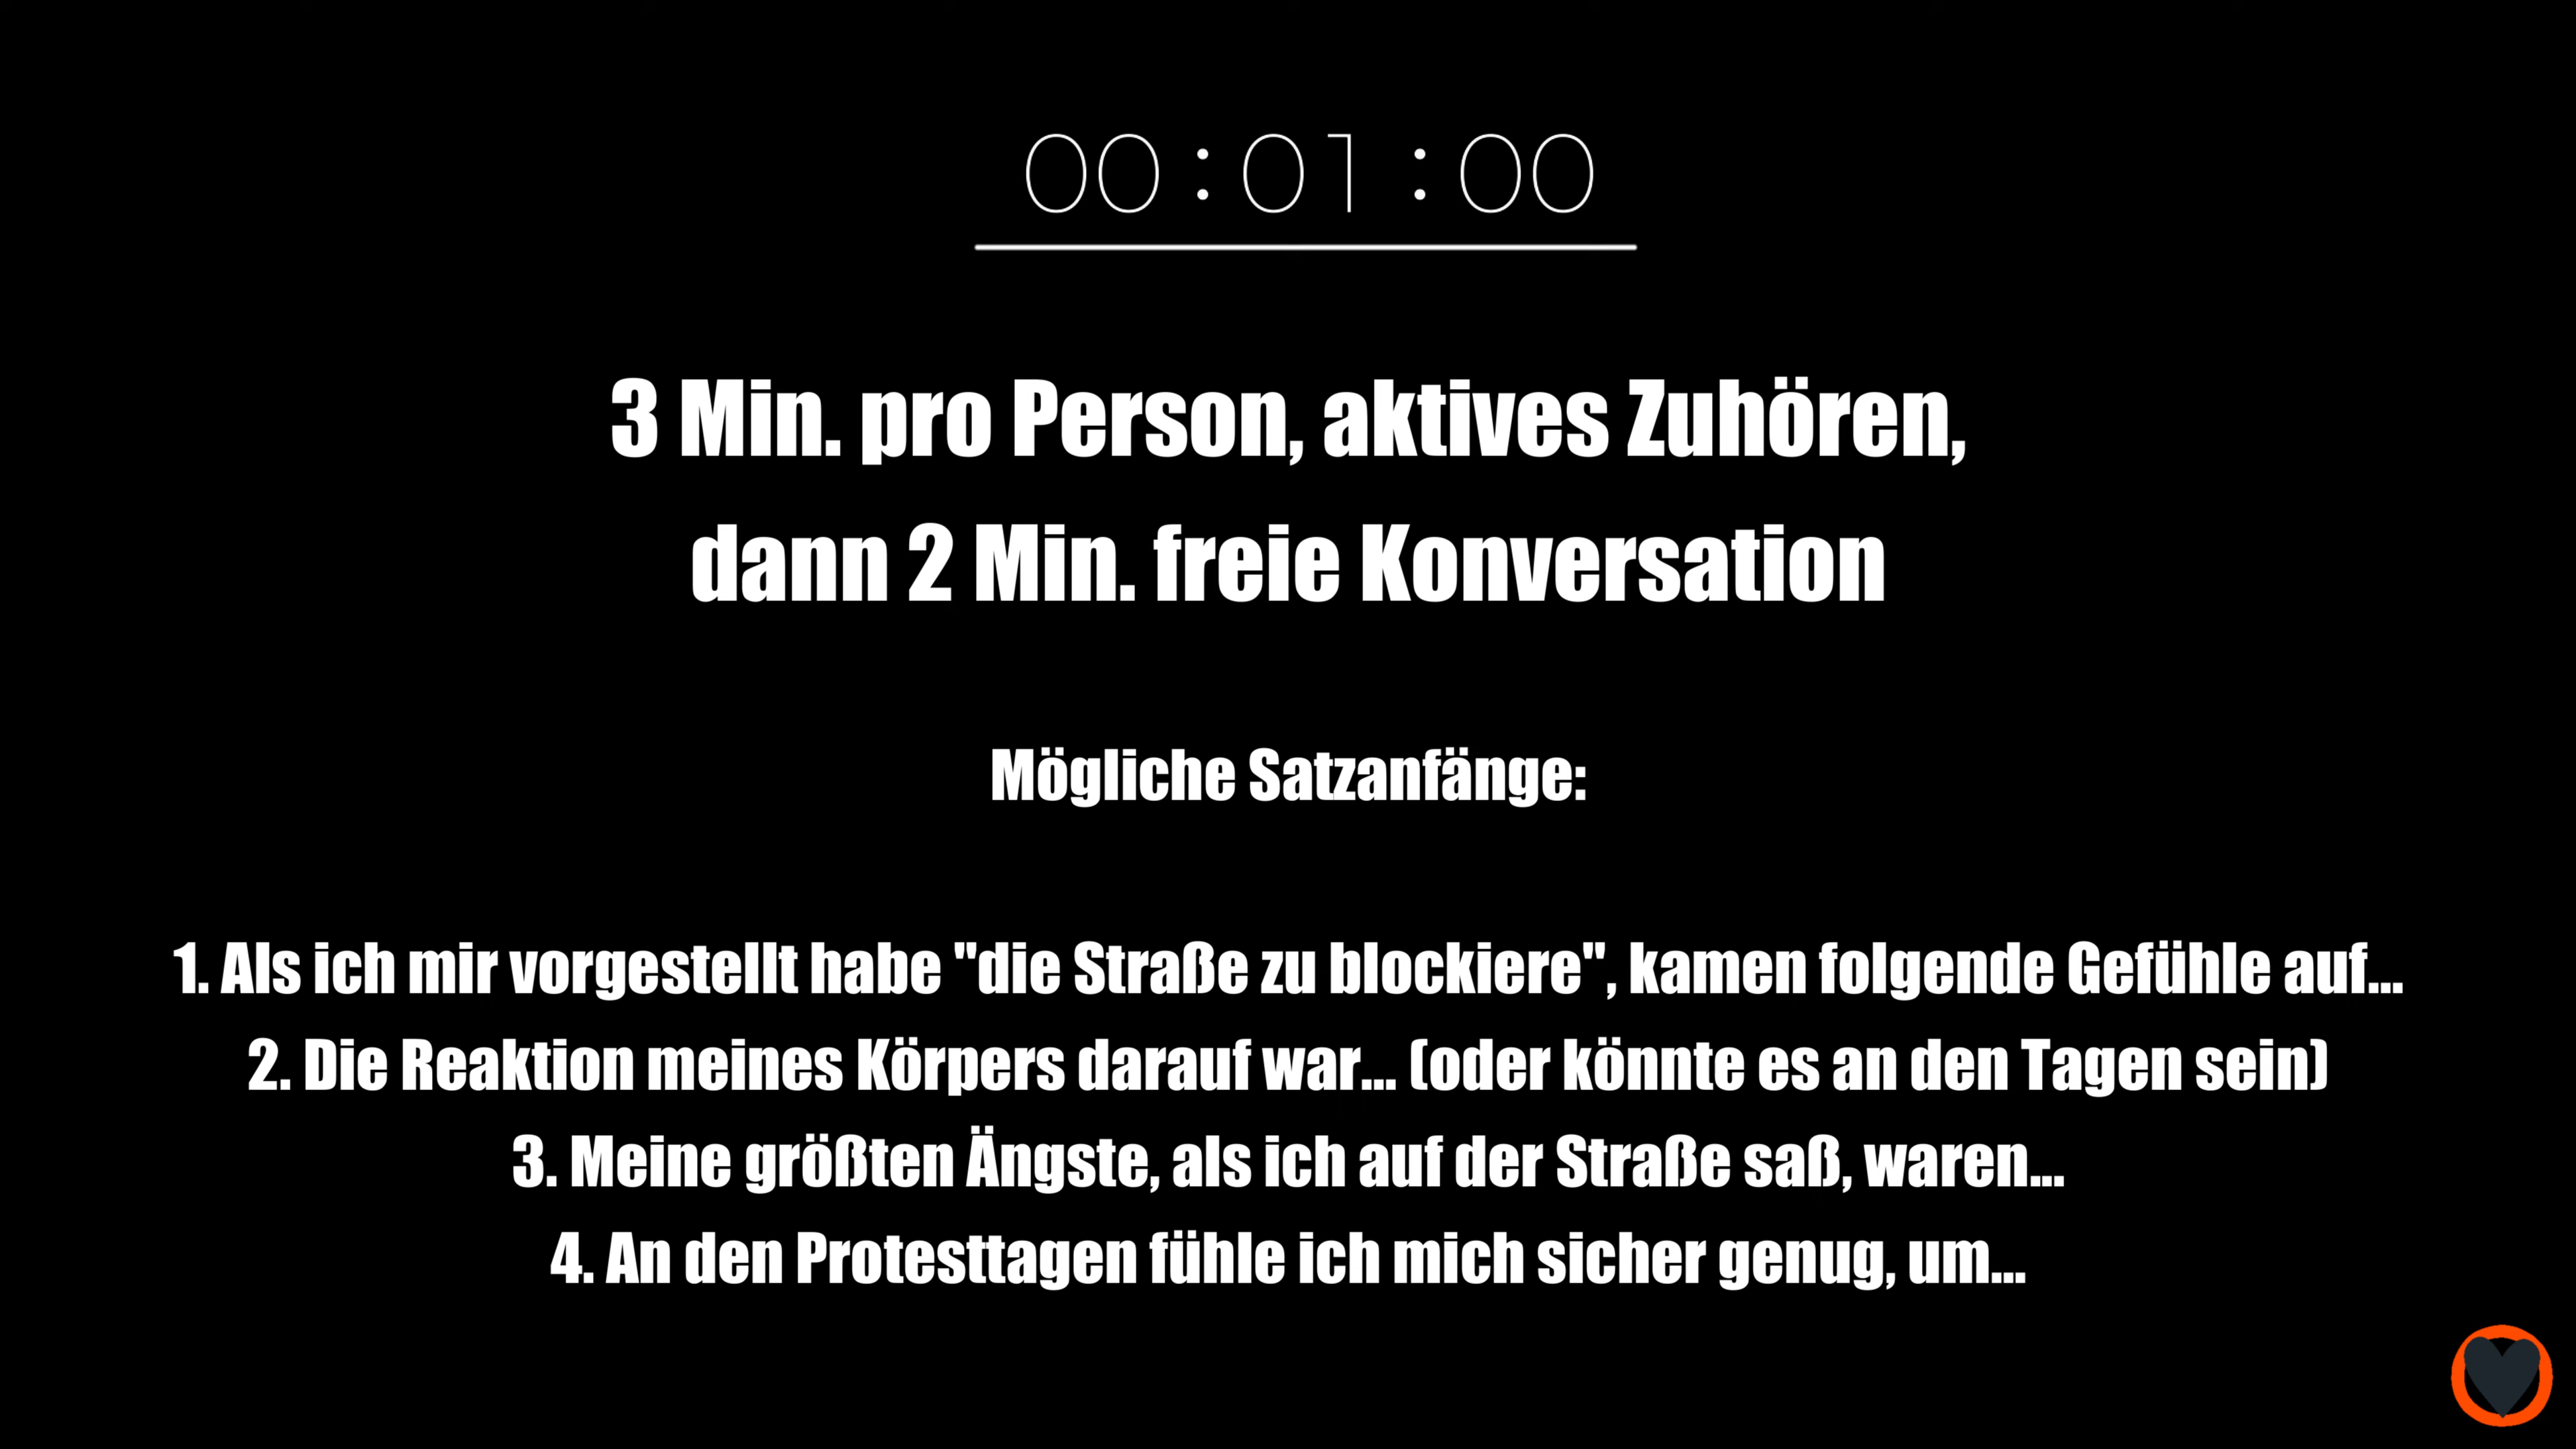 00:01:00
3 Min. pro Person, aktives Zuhören,
dann 2 Min. freie Konversation
Mögliche Satzanfänge:
1. Als ich mir vorgestellt habe "die Straße zu blockiere", kamen folgende Gefühle auf...
2. Die Reaktion meines Körpers darauf war... (oder könnte es an den Tagen sein)
3. Meine größten Ängste, als ich auf der Straße saß, waren...
4. An den Protesttagen fühle ich mich sicher genug, um...